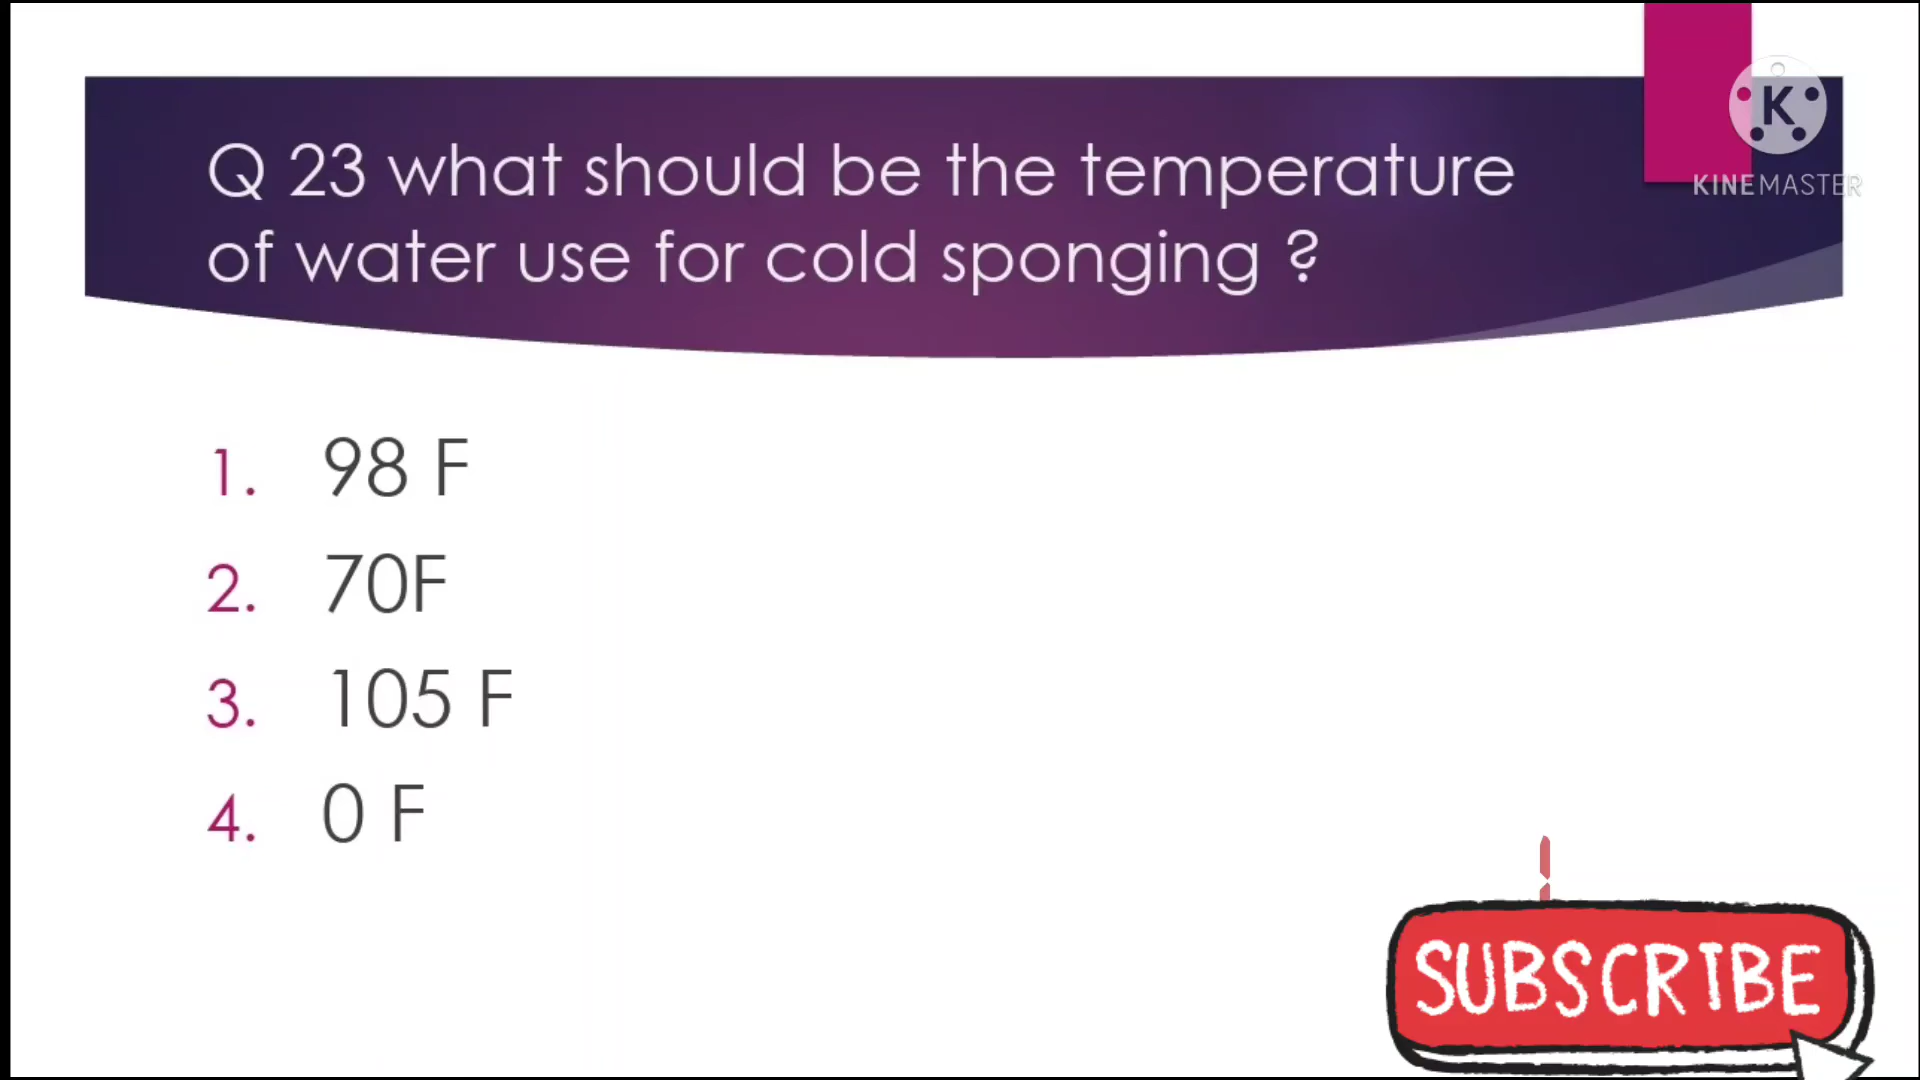 Q 23 what should be the temperature
of water use for cold sponging ?
K
KINEMASTER
1. 98 F
2. 70F
3. 105 F
4. 0 F
1
SUBSCRIBE